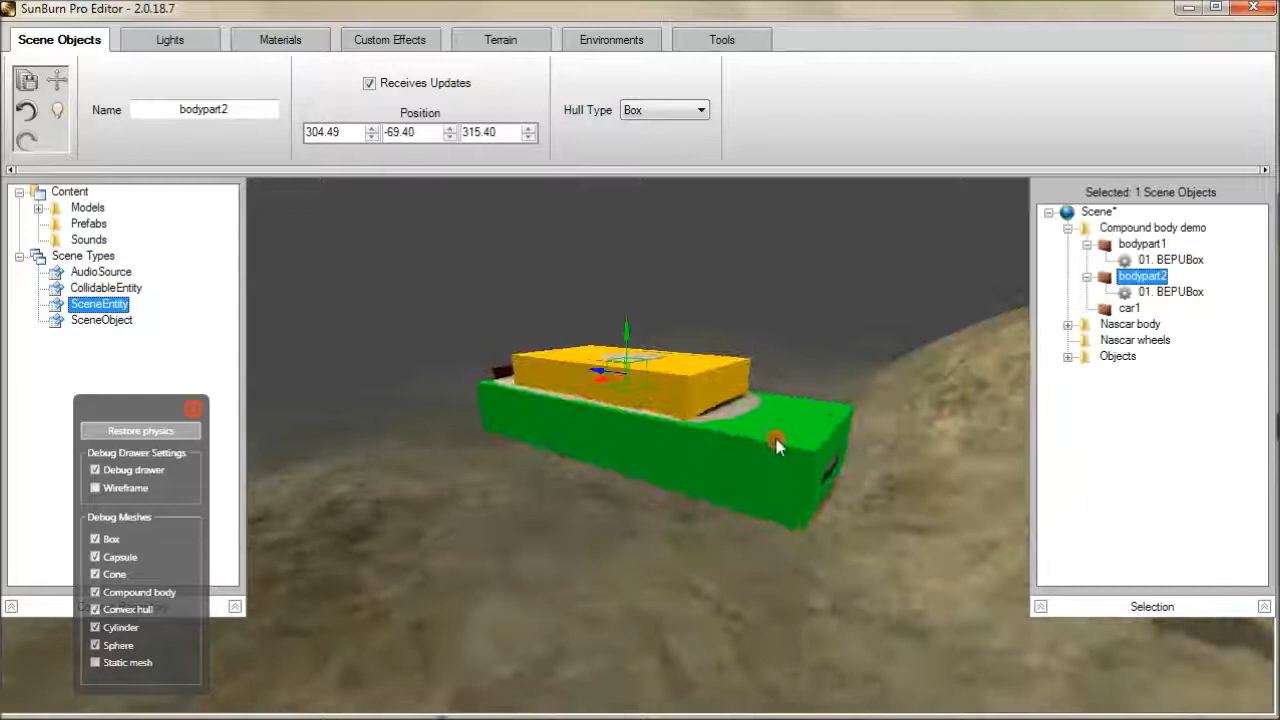 SunBurn Pro Editor - 2.0.18.7
Scene Objects
Lights
Materials
Custom Effects
Terrain
Environments
Tools
Name
bodypart2
Receives Updates
Position
304.49
-69.40
315.40
Hull Type
Box
Content
Models
Prefabs
Sounds
Scene Types
AudioSource
CollidableEntity
SceneEntity
SceneObject
Restore physics
Debug Drawer Settings
Debug drawer
Wireframe
Debug Meshes
Box
Capsule
Cone
Compound body
Convex hull
Cylinder
Sphere
Static mesh
Selected: 1 Scene Objects
Scene*
Compound body demo
bodypart1
01. BEPUBox
bodypart2
01. BEPUBox
car1
Nascar body
Nascar wheels
Objects
Selection